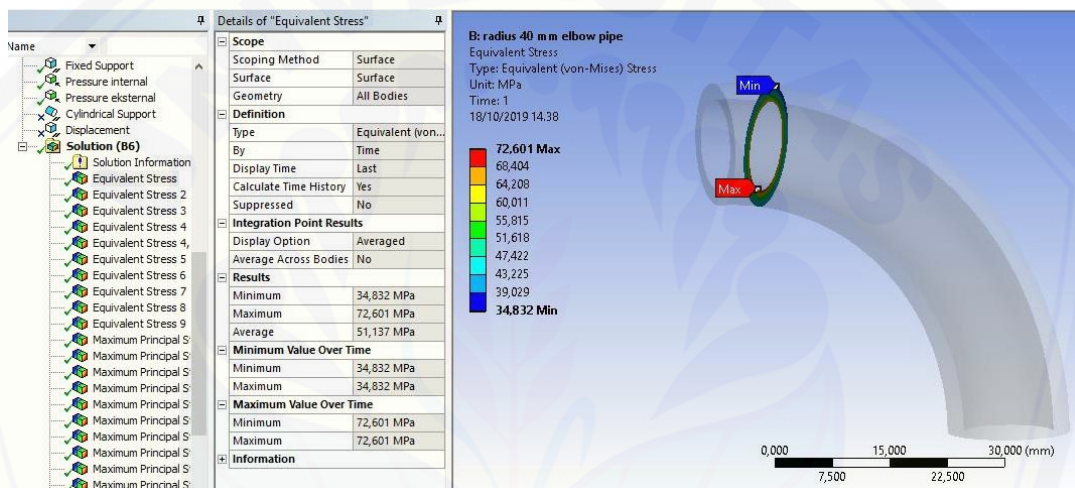 Name
Fixed Support
Pressure internal
Pressure eksternal
Cylindrical Support
Displacement
Solution (B6)
Solution Information
Equivalent Stress
Equivalent Stress 2
Equivalent Stress 3
Equivalent Stress 4
Equivalent Stress 4,
Equivalent Stress 5
Equivalent Stress 6
Equivalent Stress 7
Equivalent Stress 8
Equivalent Stress 9
Maximum Principal S
Maximum Principal S
Maximum Principal S
Maximum Principal S
Maximum Principal S
Maximum Principal S
Maximum Principal S
Maximum Principal S
Maximum Principal S
Maximum Principal S
Details of "Equivalent Stress"
Scope
Scoping Method Surface
Surface Surface
Geometry All Bodies
Definition
Type Equivalent (von...
By Time
Display Time Last
Calculate Time History Yes
Suppressed No
Integration Point Results
Display Option Averaged
Average Across Bodies No
Results
Minimum 34,832 MPa
Maximum 72,601 MPa
Average 51,137 MPa
Minimum Value Over Time
Minimum 34,832 MPa
Maximum 34,832 MPa
Maximum Value Over Time
Minimum 72,601 MPa
Maximum 72,601 MPa
Information
B: radius 40 mm elbow pipe
Equivalent Stress
Type: Equivalent (von-Mises) Stress
Unit: MPa
Time: 1
18/10/2019 14.38
72,601 Max
68,404
64,208
60,011
55,815
51,618
47,422
43,225
39,029
34,832 Min
Min
Max
0,000 15,000 30,000 (mm)
7,500 22,500